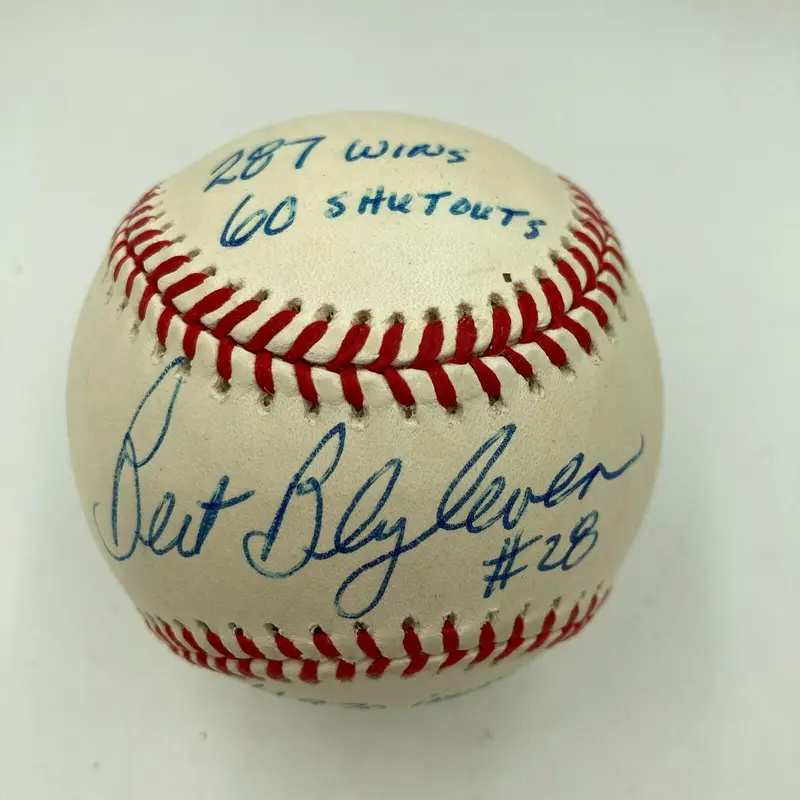 287 WINS
60 SHUTOUTS
Bert Blyleven
#28